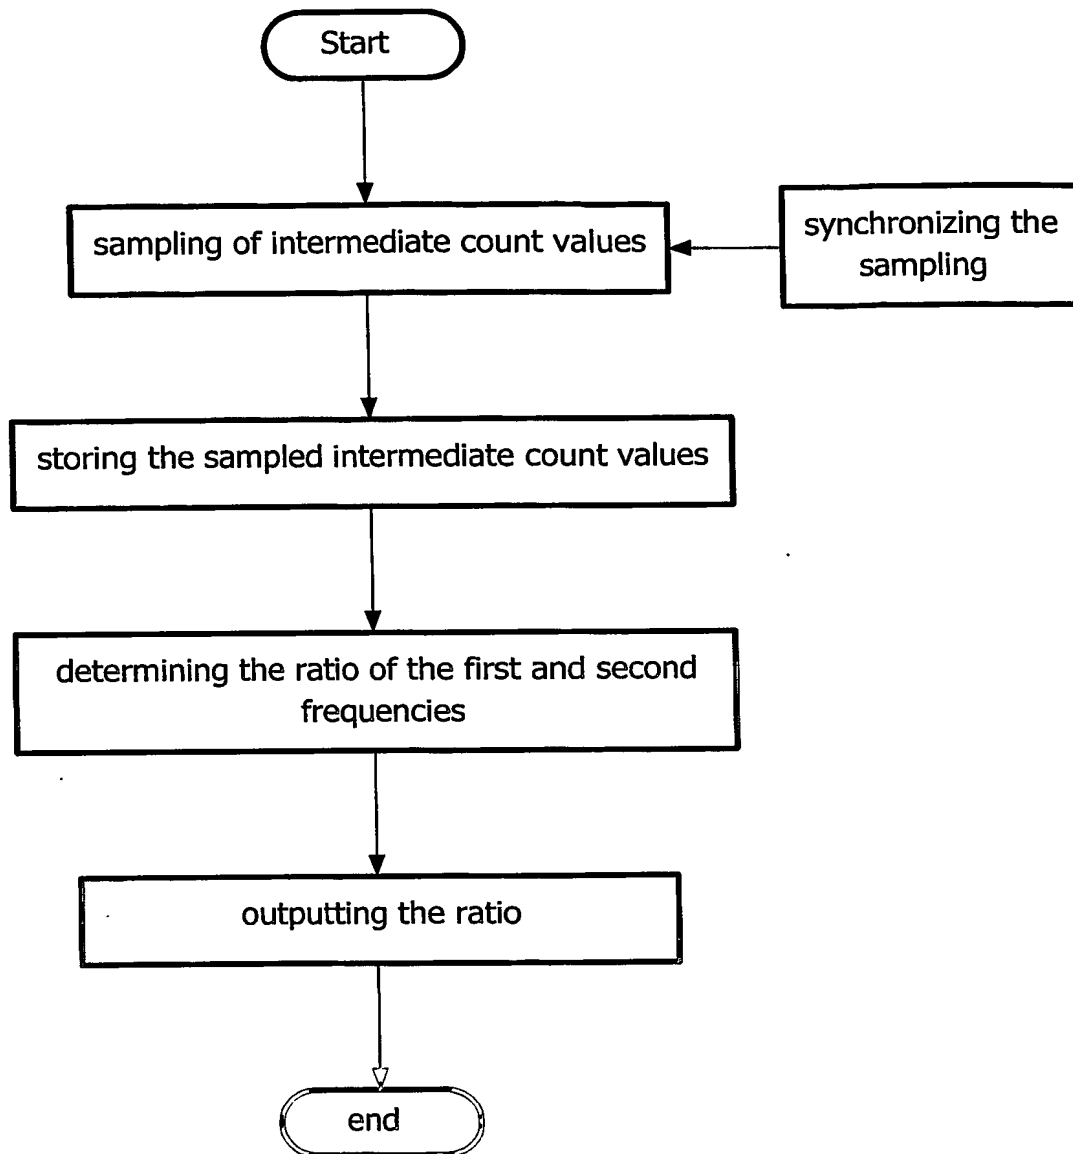 Start
sampling of intermediate count values
synchronizing the
sampling
storing the sampled intermediate count values
determining the ratio of the first and second
frequencies
outputting the ratio
end